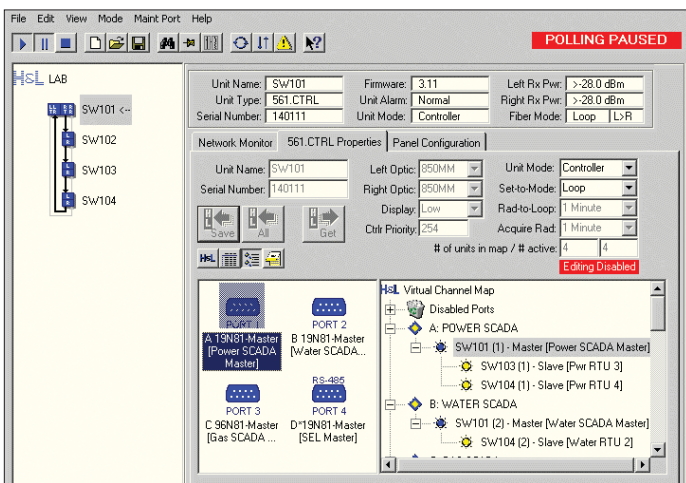 File Edit View Mode Maint Port Help
POLLING PAUSED
H&L LAB
SW101 <--
SW102
SW103
SW104
Unit Name: SW101 Firmware: 3.11 Left Rx Pwr: >-28.0 dBm
Unit Type: 561.CTRL Unit Alarm: Normal Right Rx Pwr: >-28.0 dBm
Serial Number: 140111 Unit Mode: Controller Fiber Mode: Loop L>R
Network Monitor 561.CTRL Properties Panel Configuration
Unit Name: SW101 Left Optic: 850MM Unit Mode: Controller
Serial Number: 140111 Right Optic: 850MM Set-to-Mode: Loop
Display: Low Rad-to-Loop: 1 Minute
Save All Get Ctrlr Priority: 254 Acquire Rad: 1 Minute
# of units in map / # active: 4 4
Editing Disabled
H&L
PORT 1
A 19N81-Master
[Power SCADA
Master]
PORT 2
B 19N81-Master
[Water SCADA...
PORT 3
C 96N81-Master
[Gas SCADA ...
RS-485
PORT 4
D*19N81-Master
[SEL Master]
H&L Virtual Channel Map
Disabled Ports
A: POWER SCADA
SW101 (1) - Master [Power SCADA Master]
SW103 (1) - Slave [Pwr RTU 3]
SW104 (1) - Slave [Pwr RTU 4]
B: WATER SCADA
SW101 (2) - Master [Water SCADA Master]
SW104 (2) - Slave [Water RTU 2]